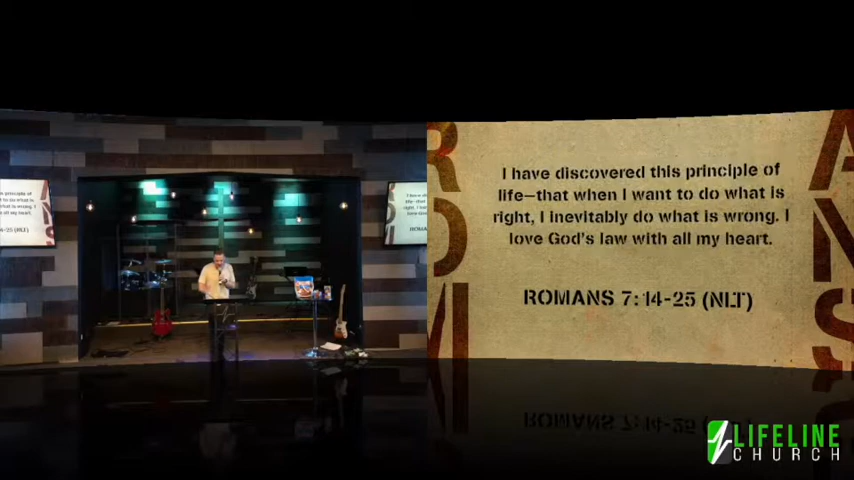 I have discovered this principle of
life—that when I want to do what is
right, I inevitably do what is wrong. I
love God's law with all my heart.
ROMANS 7:14-25 (NLT)
ROMANS
LIFELINE
CHURCH